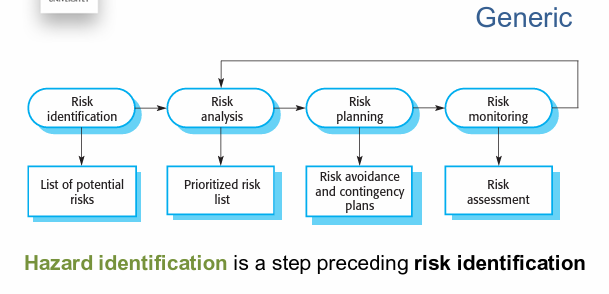 Generic
Risk
identification
Risk
analysis
Risk
planning
Risk
monitoring
List of potential
risks
Prioritized risk
list
Risk avoidance
and contingency
plans
Risk
assessment
Hazard identification is a step preceding risk identification